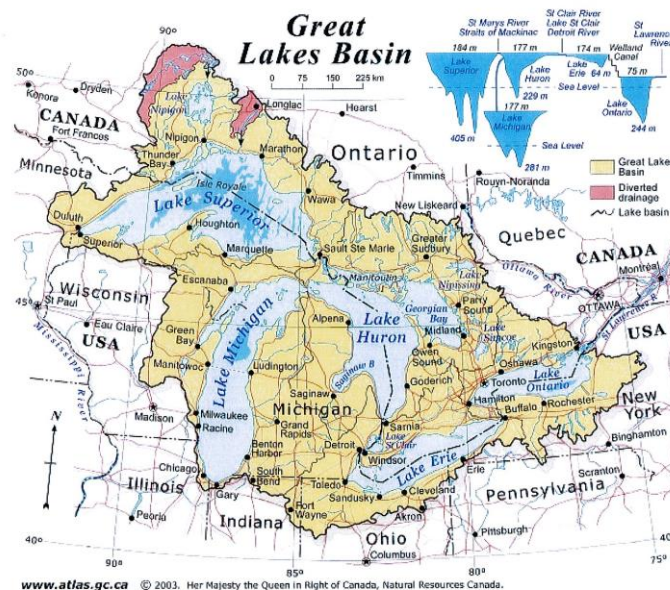 Great
Lakes Basin
0 75 150 225 km
St Marys River
Straits of Mackinac
St Clair River
Lake St Clair
Detroit River
Welland
Canal
St
Lawrence
River
184 m
177 m
174 m
75 m
Lake
Superior
Lake
Huron
Lake
Erie
64 m
Sea Level
229 m
177 m
Lake
Michigan
Lake
Ontario
405 m
244 m
Sea Level
281 m
Great Lakes
Basin
Diverted
drainage
Lake basin
90°
50°
50°
45°
40°
40°
90°
85°
80°
75°
N
CANADA
Ontario
Quebec
CANADA
Minnesota
Wisconsin
USA
USA
Michigan
Illinois
Indiana
Ohio
Pennsylvania
New
York
Dryden
Kenora
Fort Frances
Lake
Nipigon
Longlac
Hearst
Nipigon
Thunder
Bay
Marathon
Isle Royale
Lake Superior
Wawa
Timmins
Rouyn-Noranda
New Liskeard
Duluth
Superior
Houghton
Marquette
Sault Ste Marie
Greater
Sudbury
Ottawa River
Montréal
OTTAWA
St Lawrence R
Manitoulin
Lake
Nipissing
Escanaba
Georgian
Bay
Parry
Sound
Midland
Lake
Simcoe
Kingston
St Paul
Eau Claire
Mississippi
River
Green
Bay
Manitowoc
Lake Michigan
Ludington
Alpena
Lake
Huron
Owen
Sound
Saginaw B
Saginaw
Goderich
Oshawa
Toronto
Lake
Ontario
Hamilton
Buffalo
Rochester
Madison
Milwaukee
Racine
Grand
Rapids
Sarnia
Lake
St Clair
Detroit
Windsor
Lake Erie
Erie
Binghamton
Scranton
Benton
Harbor
Chicago
Gary
South
Bend
Toledo
Sandusky
Cleveland
Akron
Fort
Wayne
Peoria
Pittsburgh
Columbus
www.atlas.gc.ca © 2003. Her Majesty the Queen in Right of Canada, Natural Resources Canada.